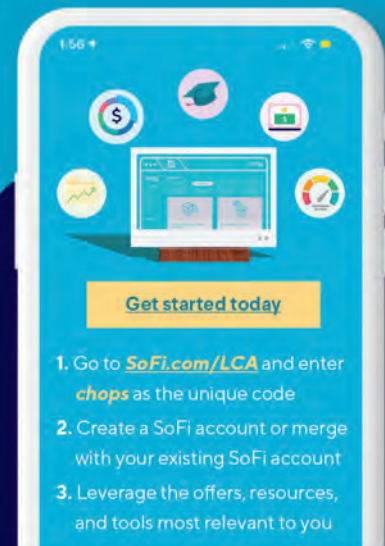 1:56
$
Get started today
1. Go to SoFi.com/LCA and enter
chops as the unique code
2. Create a SoFi account or merge
with your existing SoFi account
3. Leverage the offers, resources,
and tools most relevant to you